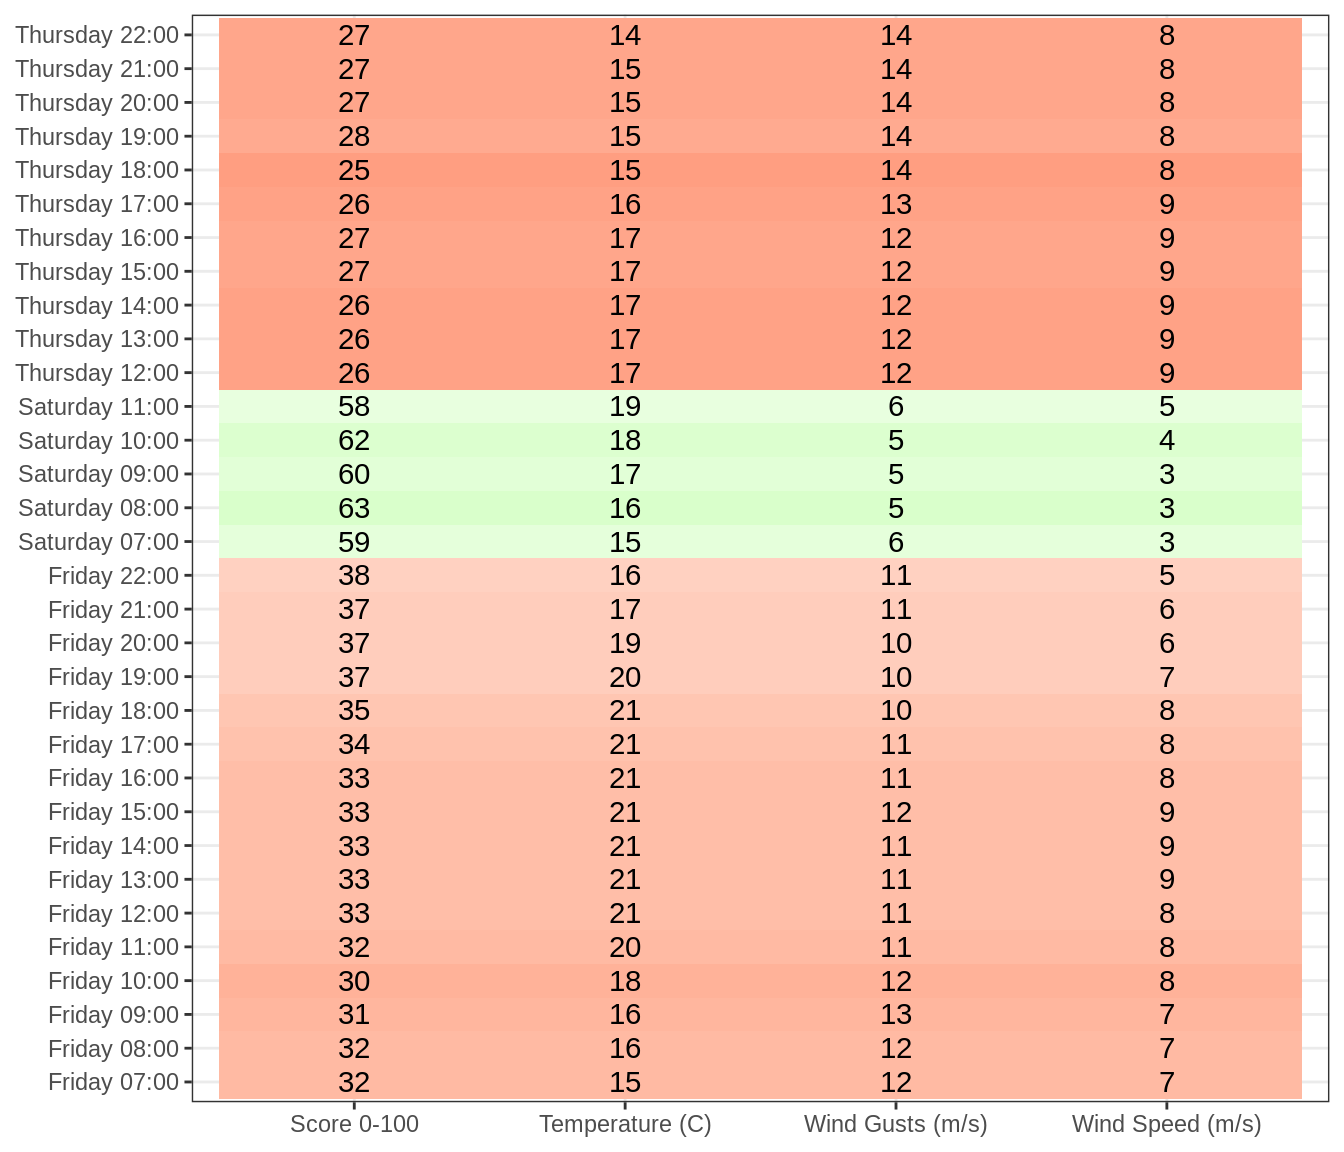 Thursday 22:00 27 14 14 8
Thursday 21:00 27 15 14 8
Thursday 20:00 27 15 14 8
Thursday 19:00 28 15 14 8
Thursday 18:00 25 15 14 8
Thursday 17:00 26 16 13 9
Thursday 16:00 27 17 12 9
Thursday 15:00 27 17 12 9
Thursday 14:00 26 17 12 9
Thursday 13:00 26 17 12 9
Thursday 12:00 26 17 12 9
Saturday 11:00 58 19 6 5
Saturday 10:00 62 18 5 4
Saturday 09:00 60 17 5 3
Saturday 08:00 63 16 5 3
Saturday 07:00 59 15 6 3
Friday 22:00 38 16 11 5
Friday 21:00 37 17 11 6
Friday 20:00 37 19 10 6
Friday 19:00 37 20 10 7
Friday 18:00 35 21 10 8
Friday 17:00 34 21 11 8
Friday 16:00 33 21 11 8
Friday 15:00 33 21 12 9
Friday 14:00 33 21 11 9
Friday 13:00 33 21 11 9
Friday 12:00 33 21 11 8
Friday 11:00 32 20 11 8
Friday 10:00 30 18 12 8
Friday 09:00 31 16 13 7
Friday 08:00 32 16 12 7
Friday 07:00 32 15 12 7
Score 0-100 Temperature (C) Wind Gusts (m/s) Wind Speed (m/s)